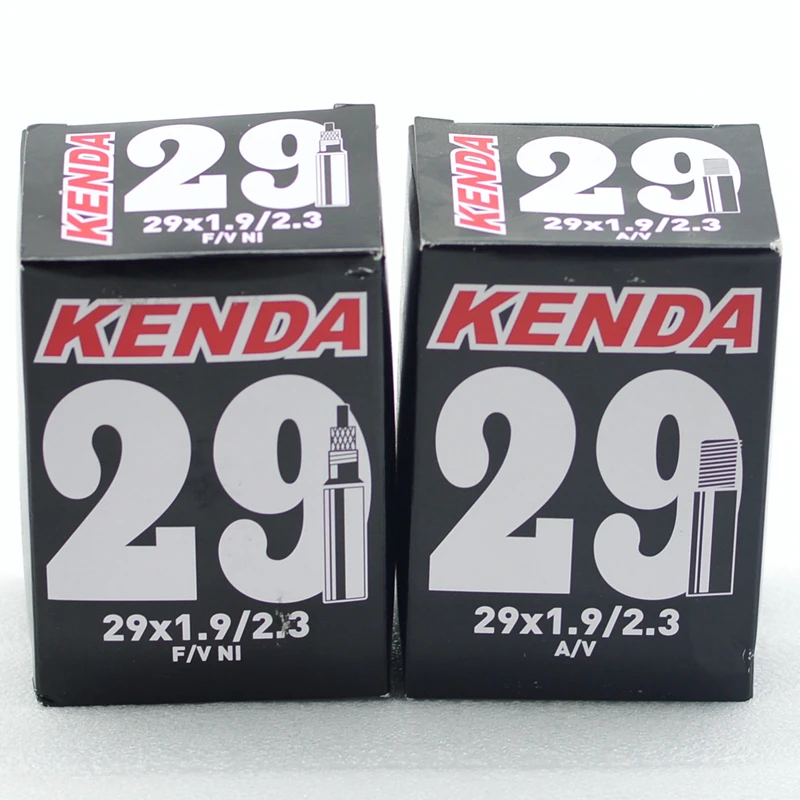 KENDA
29
29x1.9/2.3
F/V NI
KENDA
29
29x1.9/2.3
F/V NI
KENDA
29
29x1.9/2.3
A/V
KENDA
29
29x1.9/2.3
A/V